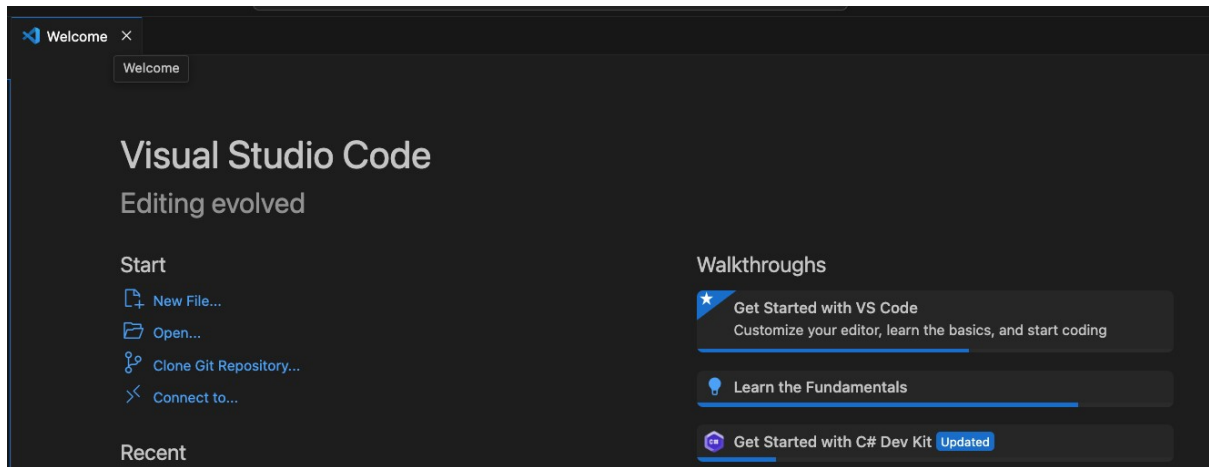 Welcome
Welcome
Visual Studio Code
Editing evolved
Start
New File...
Open...
Clone Git Repository...
Connect to...
Recent
Walkthroughs
Get Started with VS Code
Customize your editor, learn the basics, and start coding
Learn the Fundamentals
Get Started with C# Dev Kit Updated